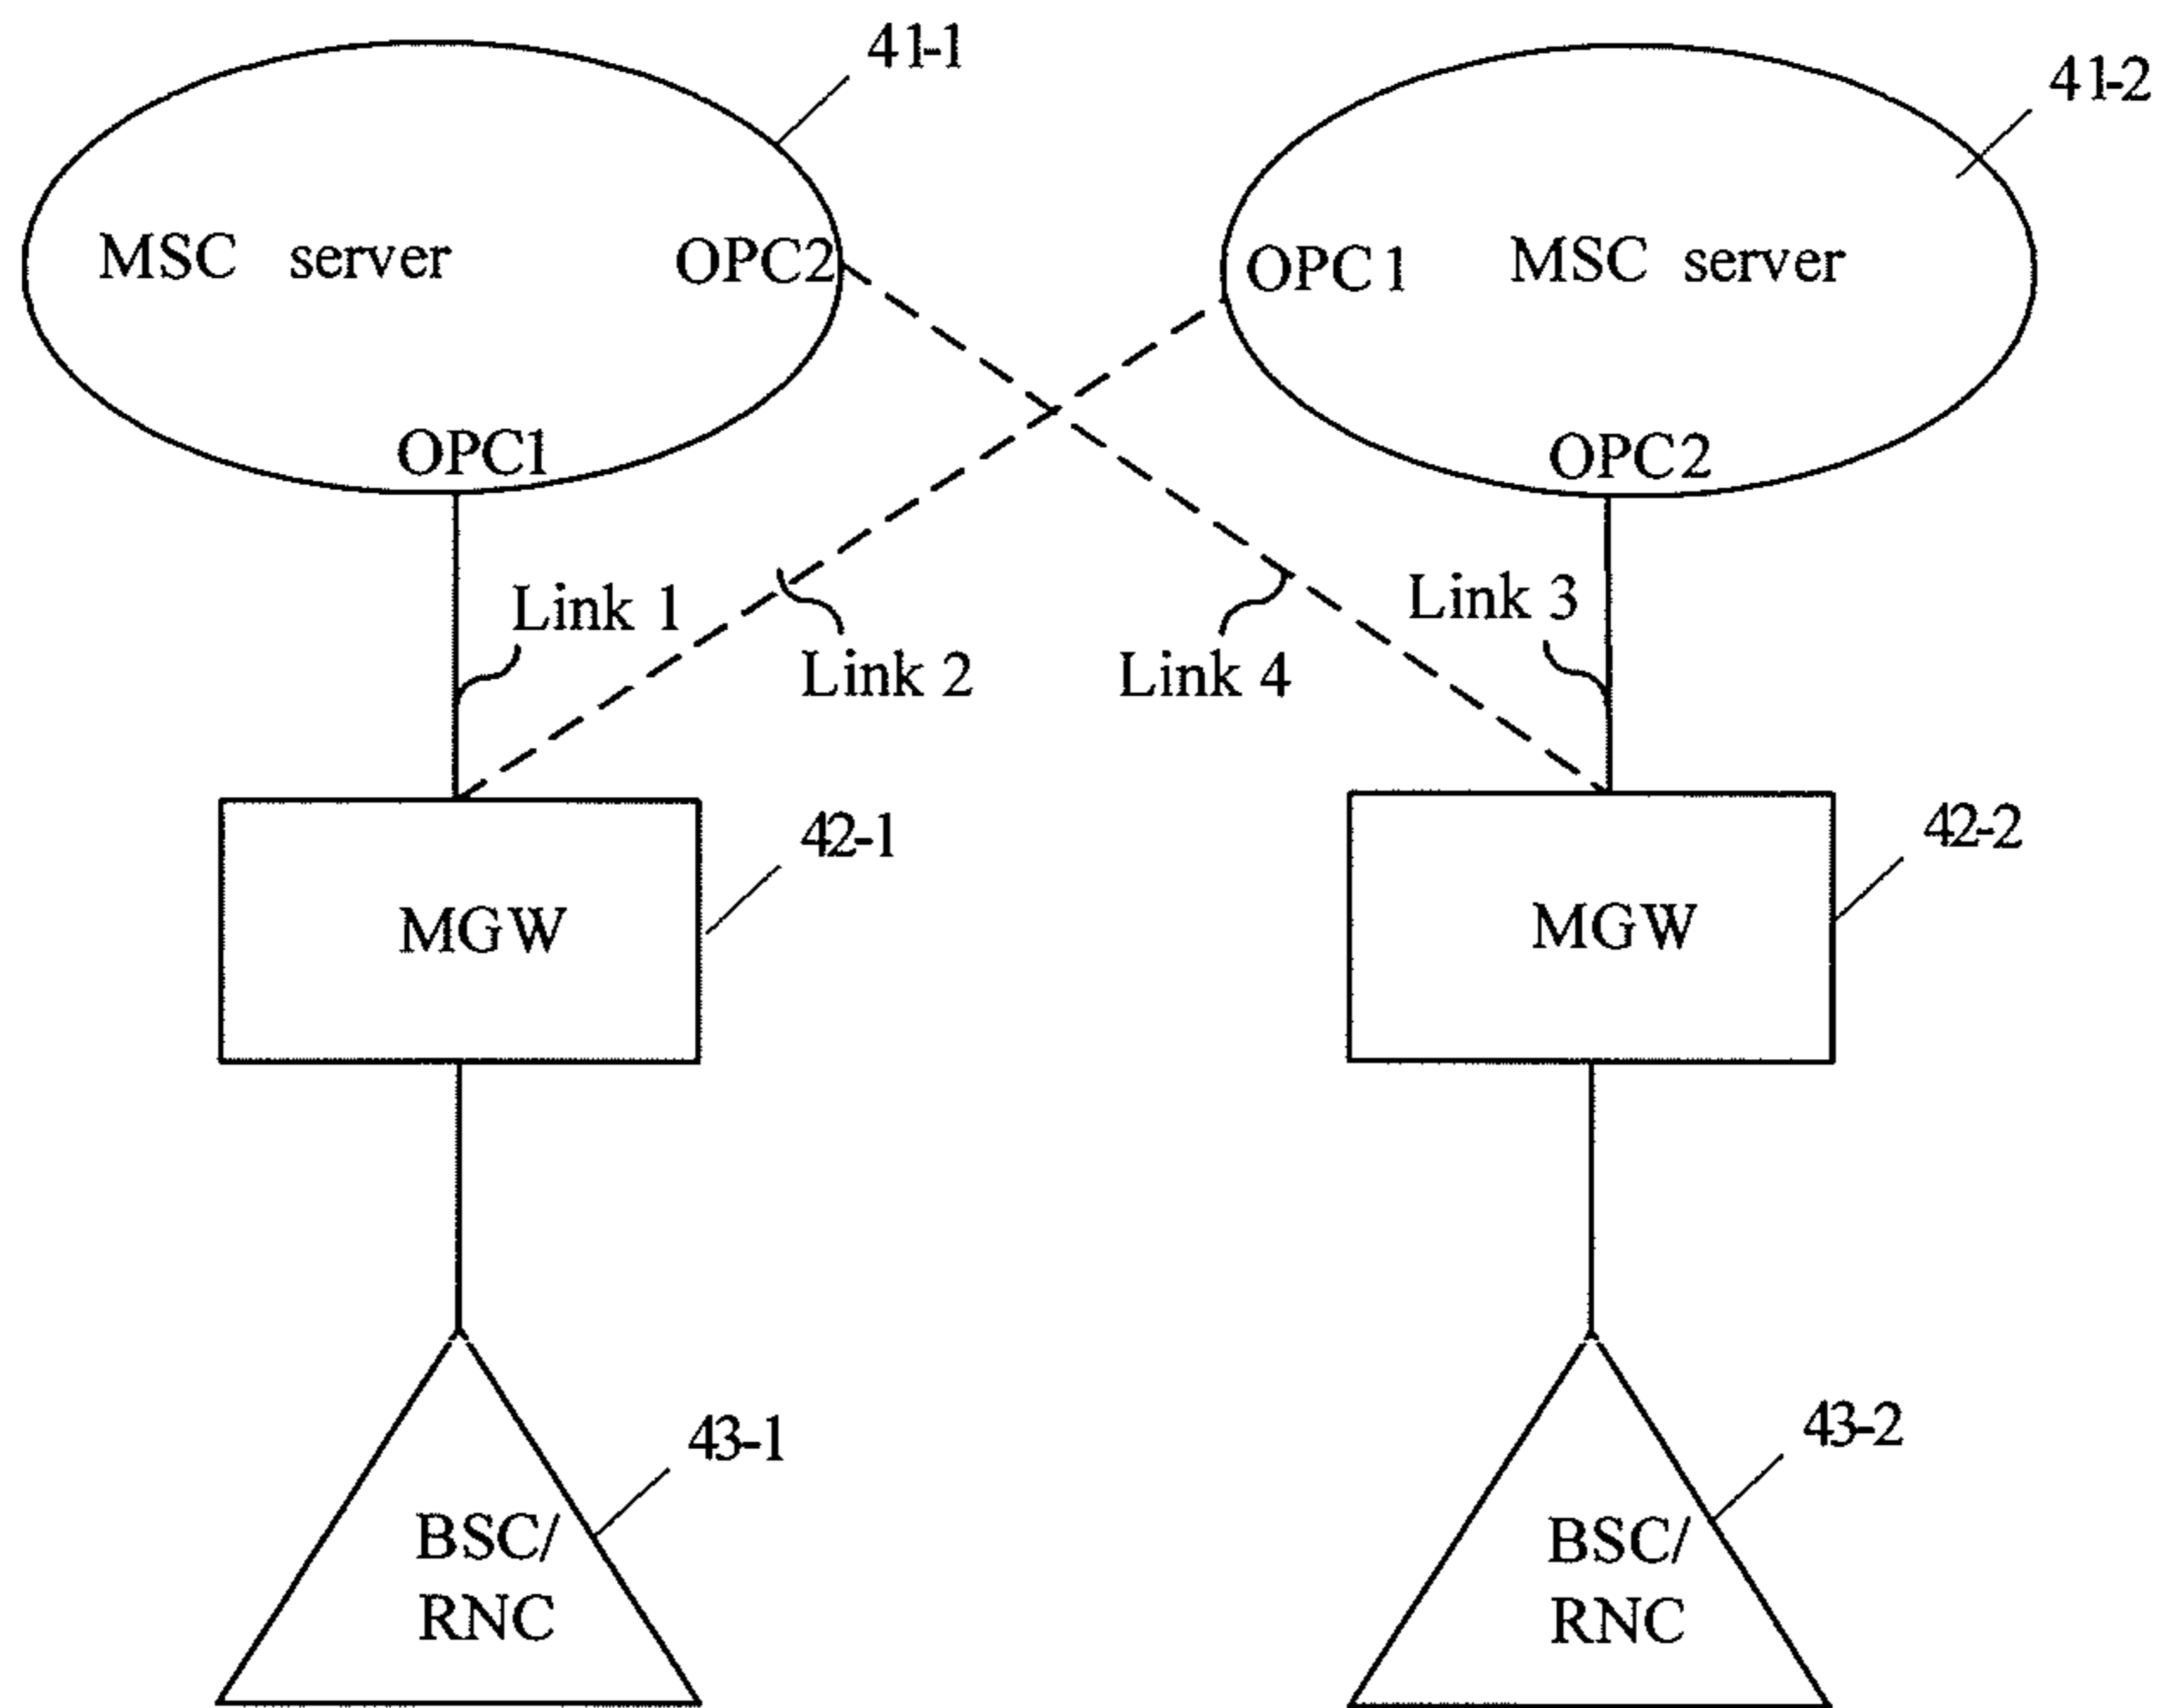 41-1
41-2
MSC server
OPC2
OPC1
MSC server
OPC1
OPC2
Link 1
Link 2
Link 4
Link 3
42-1
42-2
MGW
MGW
43-1
43-2
BSC/
RNC
BSC/
RNC